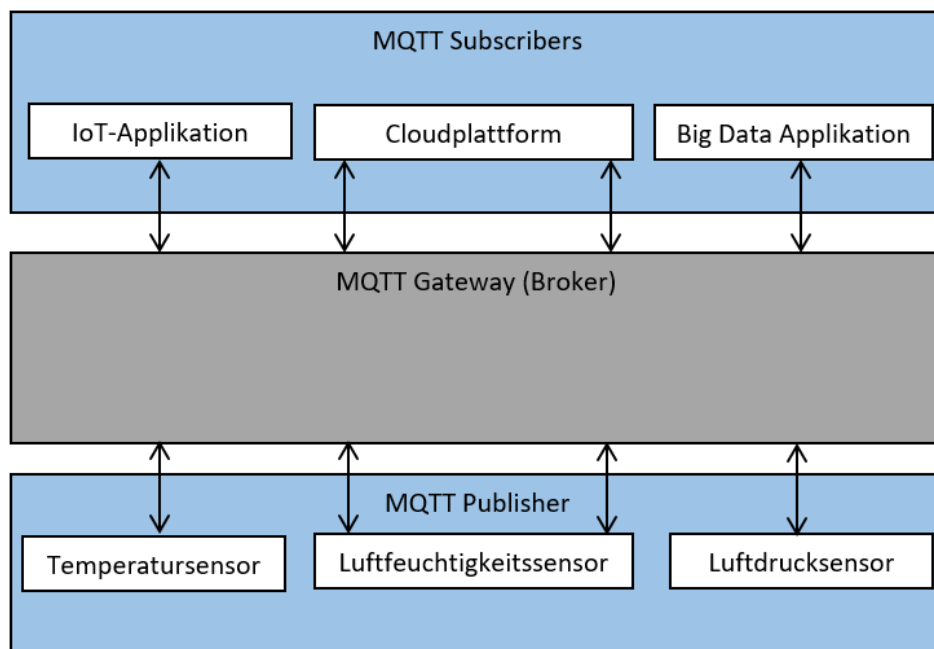 MQTT Subscribers
IoT-Applikation
Cloudplattform
Big Data Applikation
MQTT Gateway (Broker)
MQTT Publisher
Temperatursensor
Luftfeuchtigkeitssensor
Luftdrucksensor